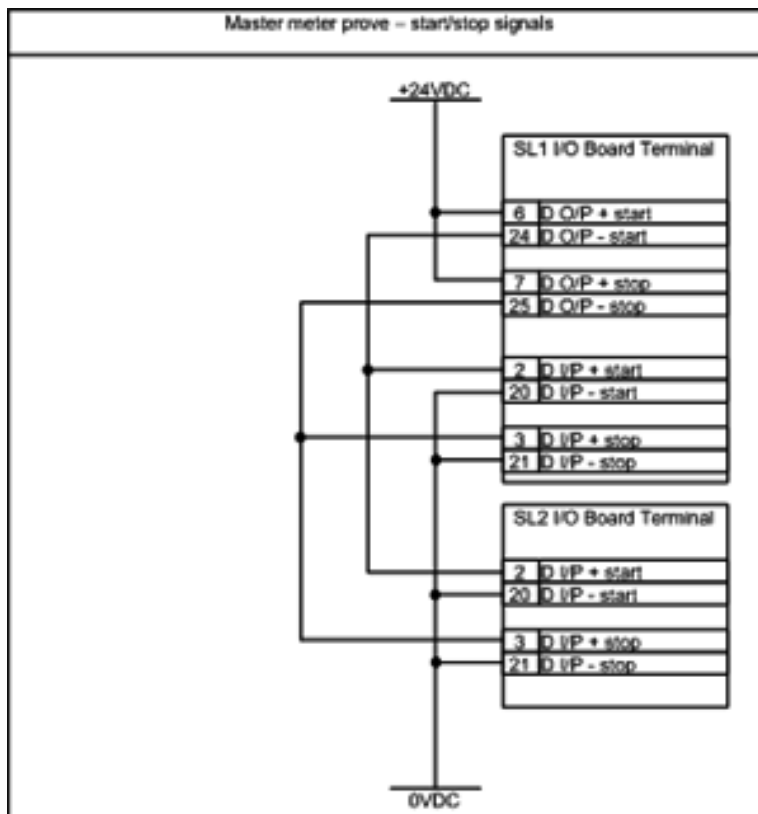 Master meter prove – start/stop signals
+24VDC
SL1 I/O Board Terminal
6 D O/P + start
24 D O/P - start
7 D O/P + stop
25 D O/P - stop
2 D I/P + start
20 D I/P - start
3 D I/P + stop
21 D I/P - stop
SL2 I/O Board Terminal
2 D I/P + start
20 D I/P - start
3 D I/P + stop
21 D I/P - stop
0VDC